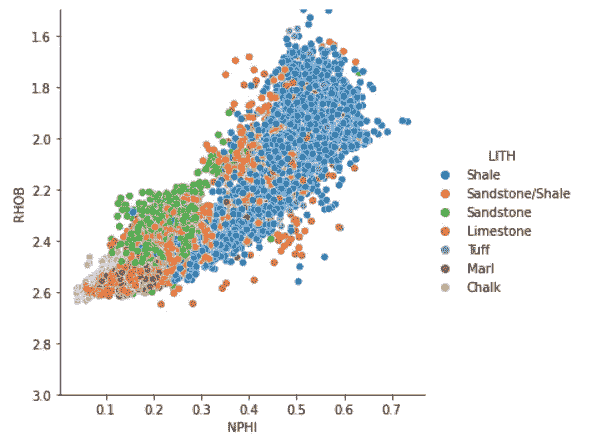 1.6
1.8
2.0
2.2
2.4
2.6
2.8
3.0
RHOB
0.1 0.2 0.3 0.4 0.5 0.6 0.7
NPHI
LITH
Shale
Sandstone/Shale
Sandstone
Limestone
Tuff
Marl
Chalk